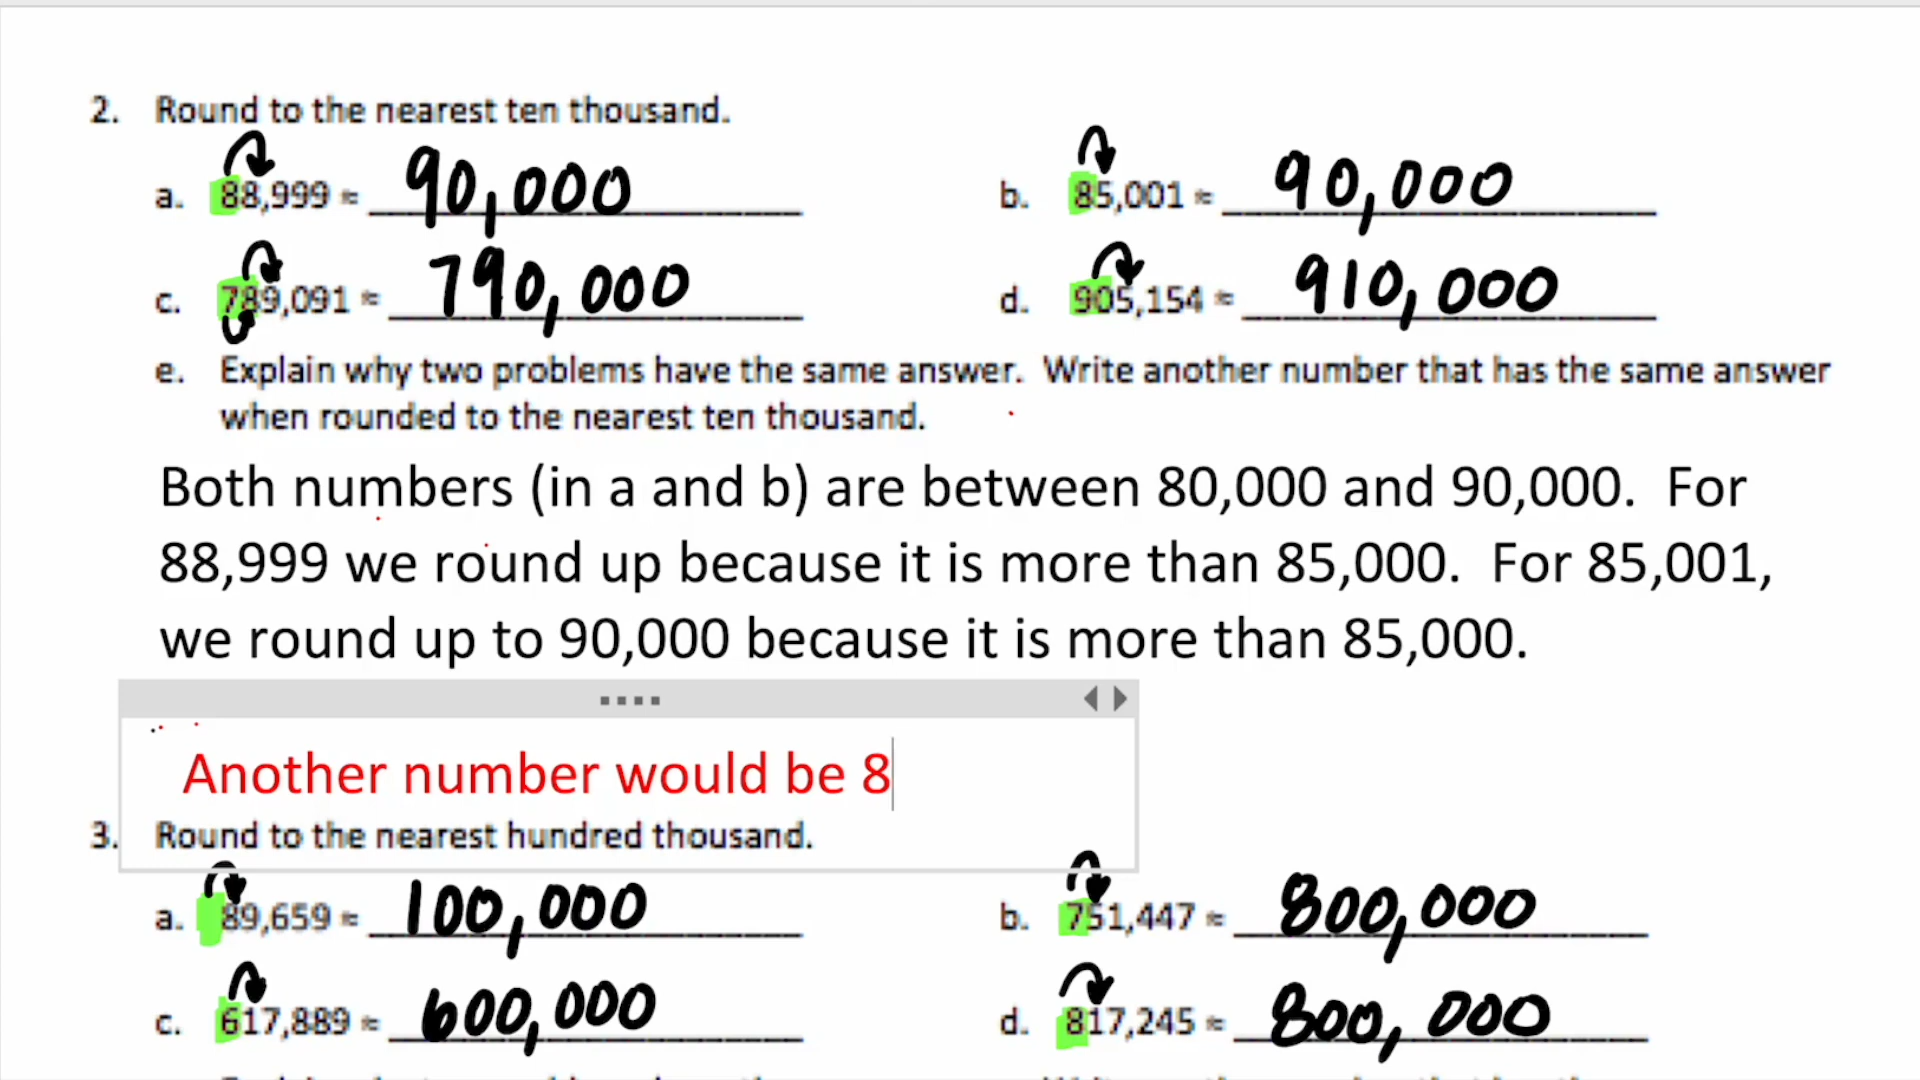 2. Round to the nearest ten thousand.
a. 88,999 ≈ 90,000
b. 85,001 ≈ 90,000
c. 789,091 ≈ 790,000
d. 905,154 ≈ 910,000
e. Explain why two problems have the same answer. Write another number that has the same answer
when rounded to the nearest ten thousand.
Both numbers (in a and b) are between 80,000 and 90,000. For
88,999 we round up because it is more than 85,000. For 85,001,
we round up to 90,000 because it is more than 85,000.
Another number would be 8
3. Round to the nearest hundred thousand.
a. 89,659 ≈ 100,000
b. 751,447 ≈ 800,000
c. 617,889 ≈ 600,000
d. 817,245 ≈ 800,000